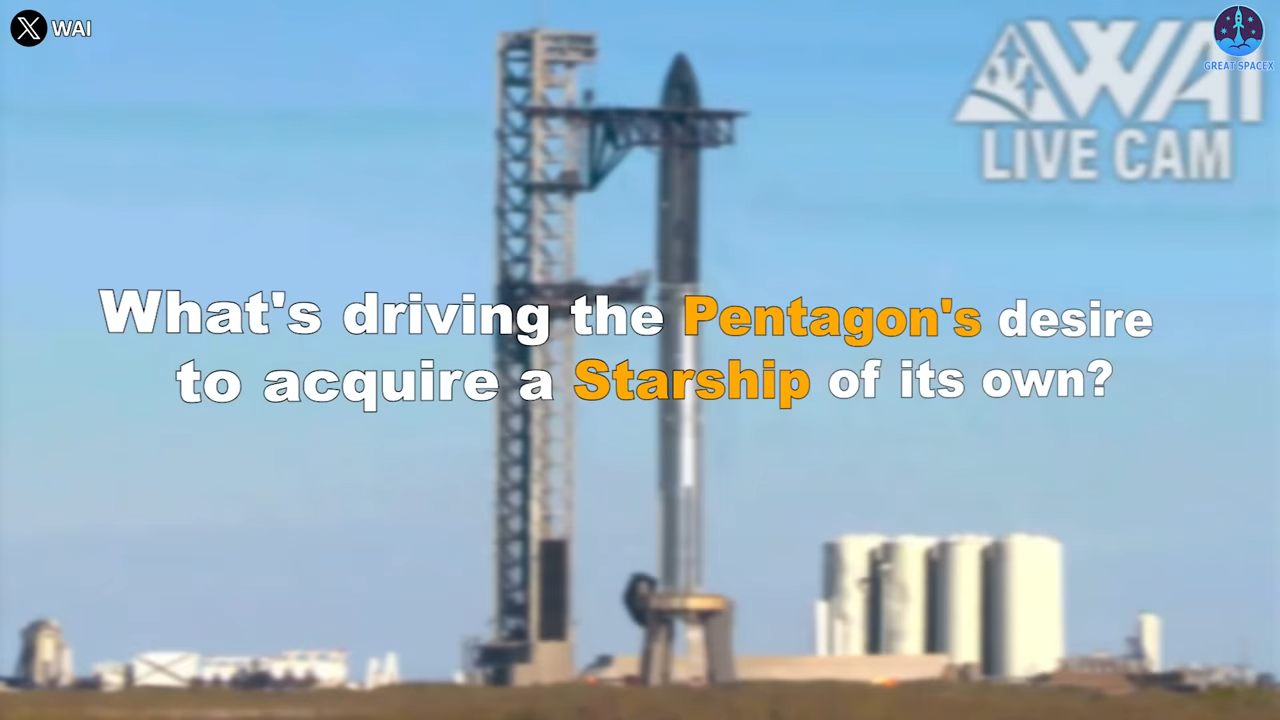 WAI
GREAT SPACEX
WAI
LIVE CAM
What's driving the Pentagon's desire
to acquire a Starship of its own?